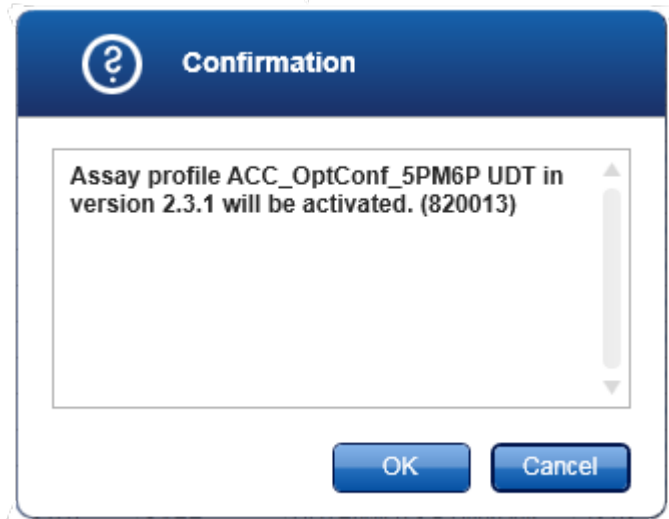 Confirmation
Assay profile ACC_OptConf_5PM6P UDT in
version 2.3.1 will be activated. (820013)
OK Cancel